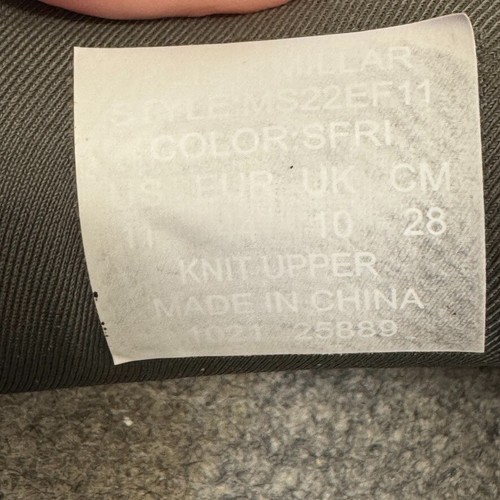 MILLAR
STYLE:MS22EF11
COLOR:SFRI
US EUR UK CM
11 10 28
KNIT UPPER
MADE IN CHINA
1021 25889